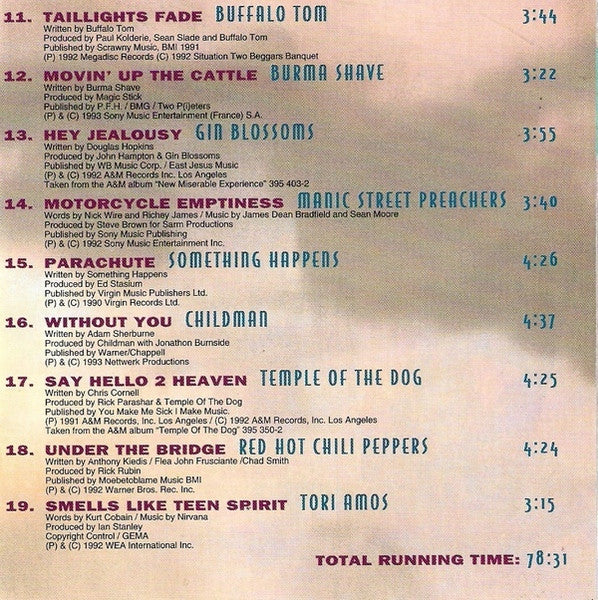 11. TAILLIGHTS FADE BUFFALO TOM 3:44
Written by Buffalo Tom
Produced by Paul Kolderie, Sean Slade and Buffalo Tom
Published by Scrawny Music, BMI 1991
(P) 1992 Megadisc Records (C) 1992 Situation Two Beggars Banquet
12. MOVIN' UP THE CATTLE BURMA SHAVE 3:22
Written by Burma Shave
Produced by Magic Stick
Published by P.F.H. / BMG / Two P(i)eters
(P) & (C) 1993 Sony Music Entertainment (France) S.A.
13. HEY JEALOUSY GIN BLOSSOMS 3:55
Written by Douglas Hopkins
Produced by John Hampton & Gin Blossoms
Published by WB Music Corp. / East Jesus Music
(P) & (C) 1992 A&M Records Inc. Los Angeles
Taken from the A&M album "New Miserable Experience" 395 403-2
14. MOTORCYCLE EMPTINESS MANIC STREET PREACHERS 3:40
Words by Nick Wire and Richey James / Music by James Dean Bradfield and Sean Moore
Produced by Steve Brown for Sarm Productions
Published by Sony Music Publishing
(P) & (C) 1992 Sony Music Entertainment Inc.
15. PARACHUTE SOMETHING HAPPENS 4:26
Written by Something Happens
Produced by Ed Stasium
Published by Virgin Music Publishers Ltd.
(P) & (C) 1990 Virgin Records Ltd.
16. WITHOUT YOU CHILDMAN 4:37
Written by Adam Sherburne
Produced by Childman with Jonathon Burnside
Published by Warner/Chappell
(P) & (C) 1993 Nettwerk Productions
17. SAY HELLO 2 HEAVEN TEMPLE OF THE DOG 4:25
Written by Chris Cornell
Produced by Rick Parashar & Temple Of The Dog
Published by You Make Me Sick I Make Music.
(P) 1991 A&M Records, Inc. Los Angeles / (C) 1992 A&M Records, Inc. Los Angeles
Taken from the A&M album "Temple Of The Dog" 395 350-2
18. UNDER THE BRIDGE RED HOT CHILI PEPPERS 4:24
Written by Anthony Kiedis / Flea John Frusciante /Chad Smith
Produced by Rick Rubin
Published by Moebetoblame Music BMI
(P) & (C) 1992 Warner Bros. Rec. Inc.
19. SMELLS LIKE TEEN SPIRIT TORI AMOS 3:15
Words by Kurt Cobain / Music by Nirvana
Produced by Ian Stanley
Copyright Control / GEMA
(P) & (C) 1992 WEA International Inc.
TOTAL RUNNING TIME: 78:31